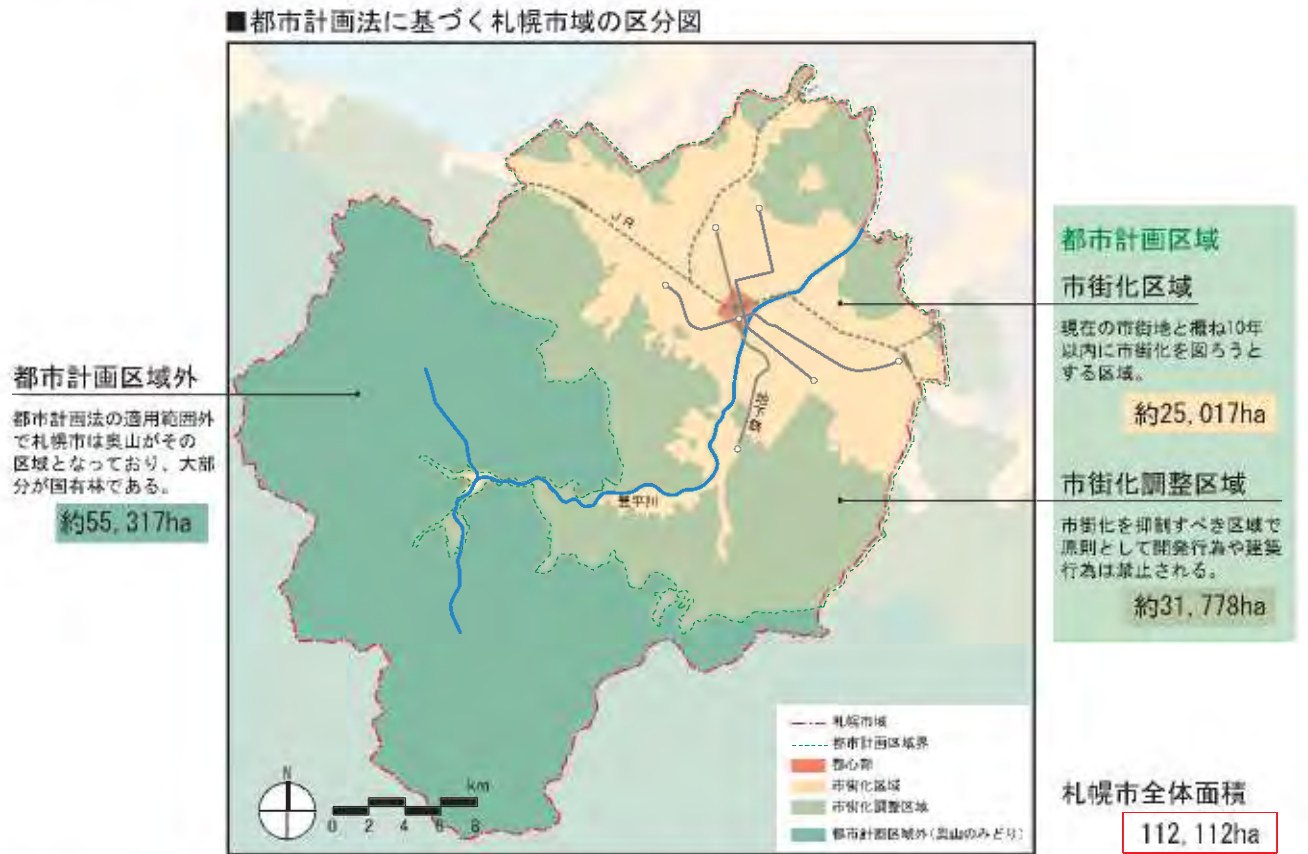 ■都市計画法に基づく札幌市域の区分図
都市計画区域外
都市計画法の適用範囲外
で札幌市は奥山がその
区域となっており、大部
分が国有林である。
約55,317ha
JR
地下鉄
豊平川
N
km
0 2 4 6 8
札幌市域
都市計画区域界
都心部
市街化区域
市街化調整区域
都市計画区域外(奥山のみどり)
都市計画区域
市街化区域
現在の市街地と概ね10年
以内に市街化を図ろうと
する区域。
約25,017ha
市街化調整区域
市街化を抑制すべき区域で
原則として開発行為や建築
行為は禁止される。
約31,778ha
札幌市全体面積
112,112ha